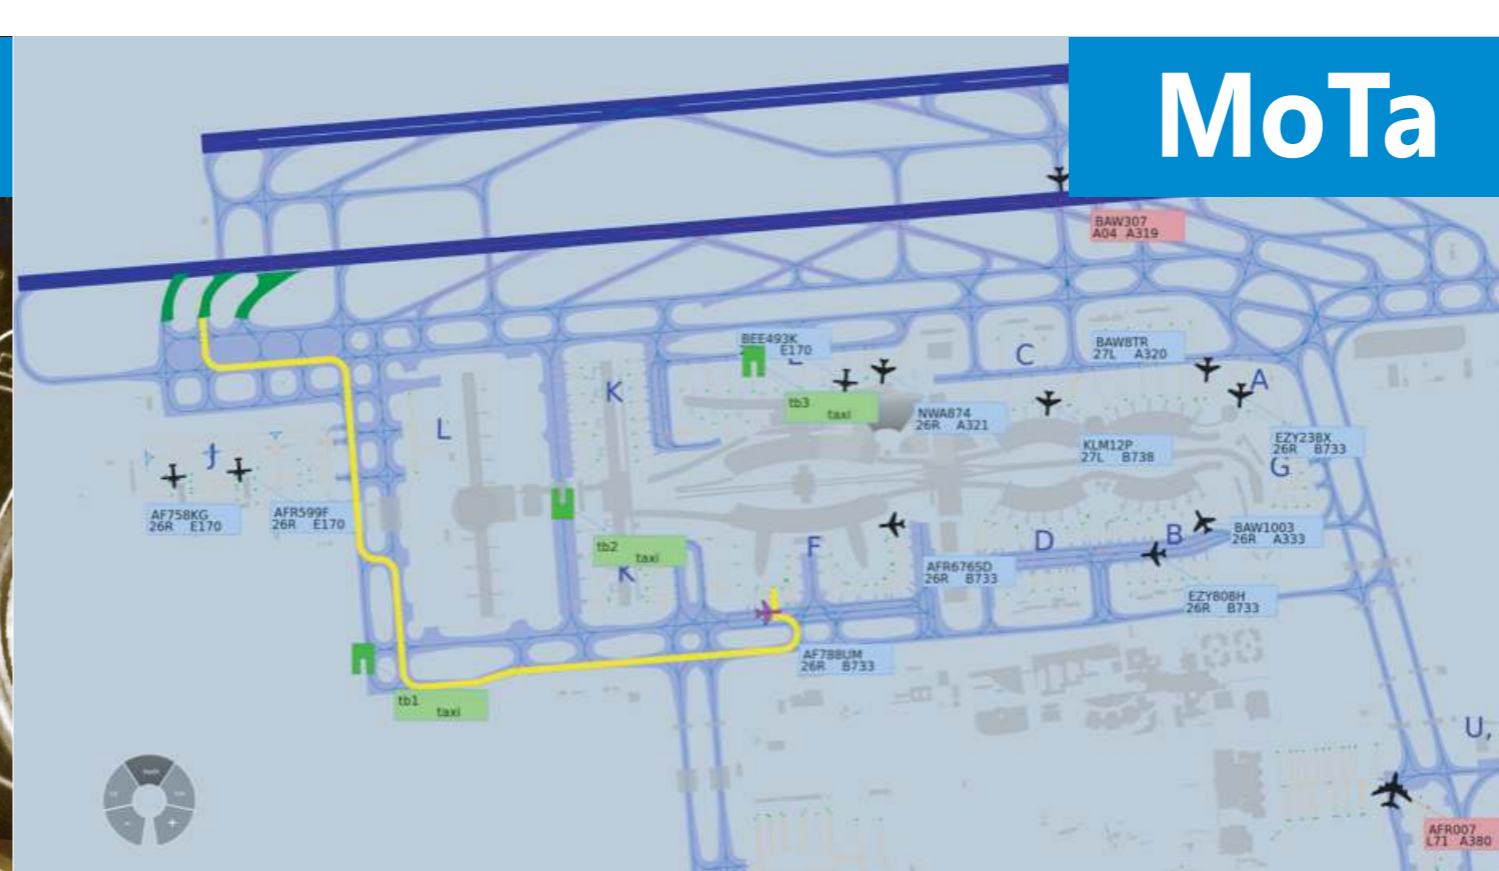 MoTa
BAW307
A04 A319
BEE493K
E170
BAW8TR
27L A320
C
A
K
tb3
taxi
NWA874
26R A321
L
KLM12P
27L B738
EZY238X
26R B733
G
J
AF758KG
26R E170
AFR599F
26R E170
tb2
taxi
K
F
D
B
BAW1003
26R A333
AFR676SD
26R B733
EZY808H
26R B733
AF788UM
26R B733
tb1
taxi
U,
AFR007
L71 A380